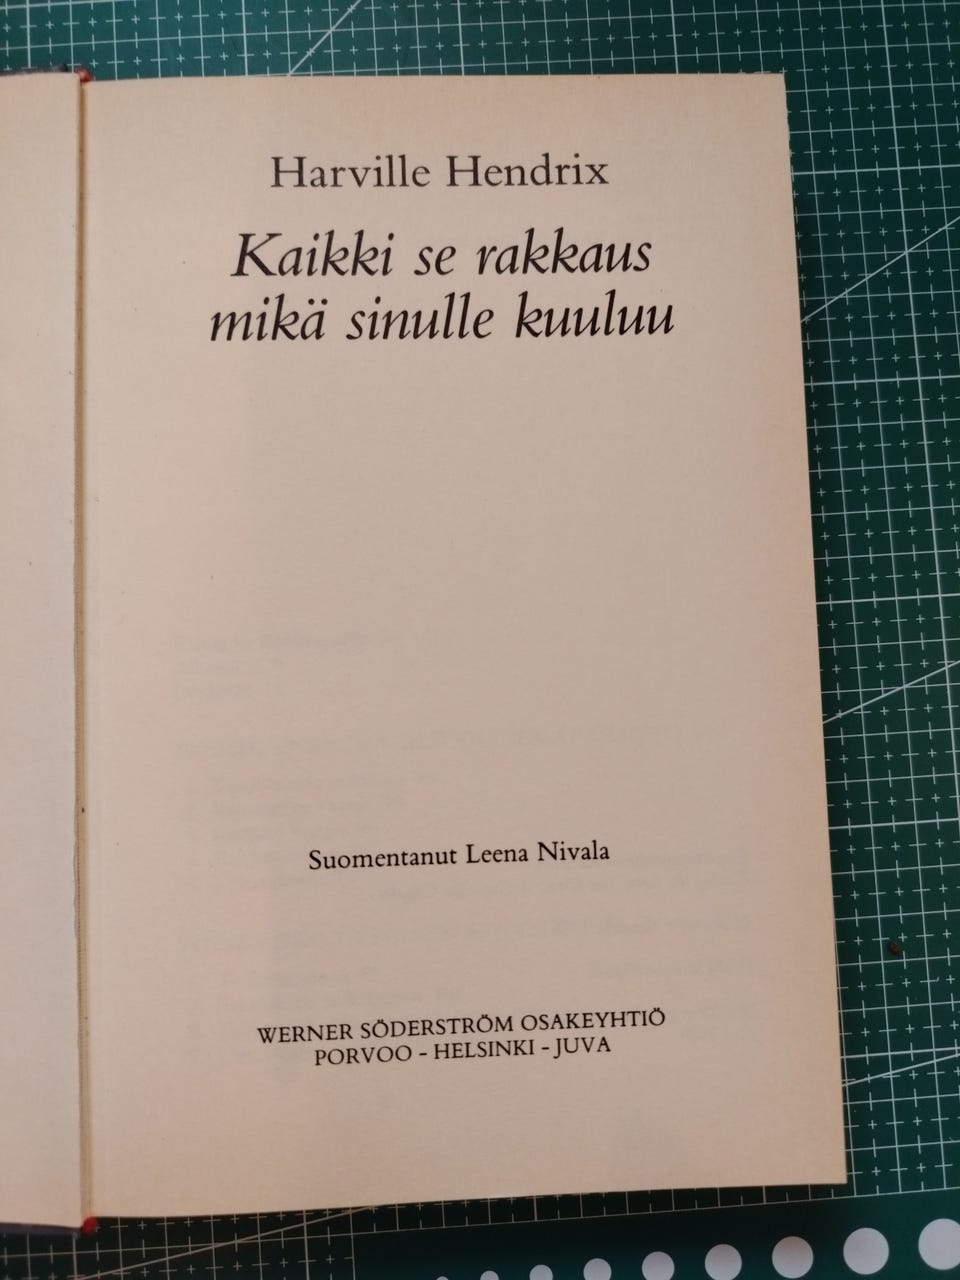 Harville Hendrix
Kaikki se rakkaus
mikä sinulle kuuluu
Suomentanut Leena Nivala
WERNER SÖDERSTRÖM OSAKEYHTIÖ
PORVOO - HELSINKI - JUVA